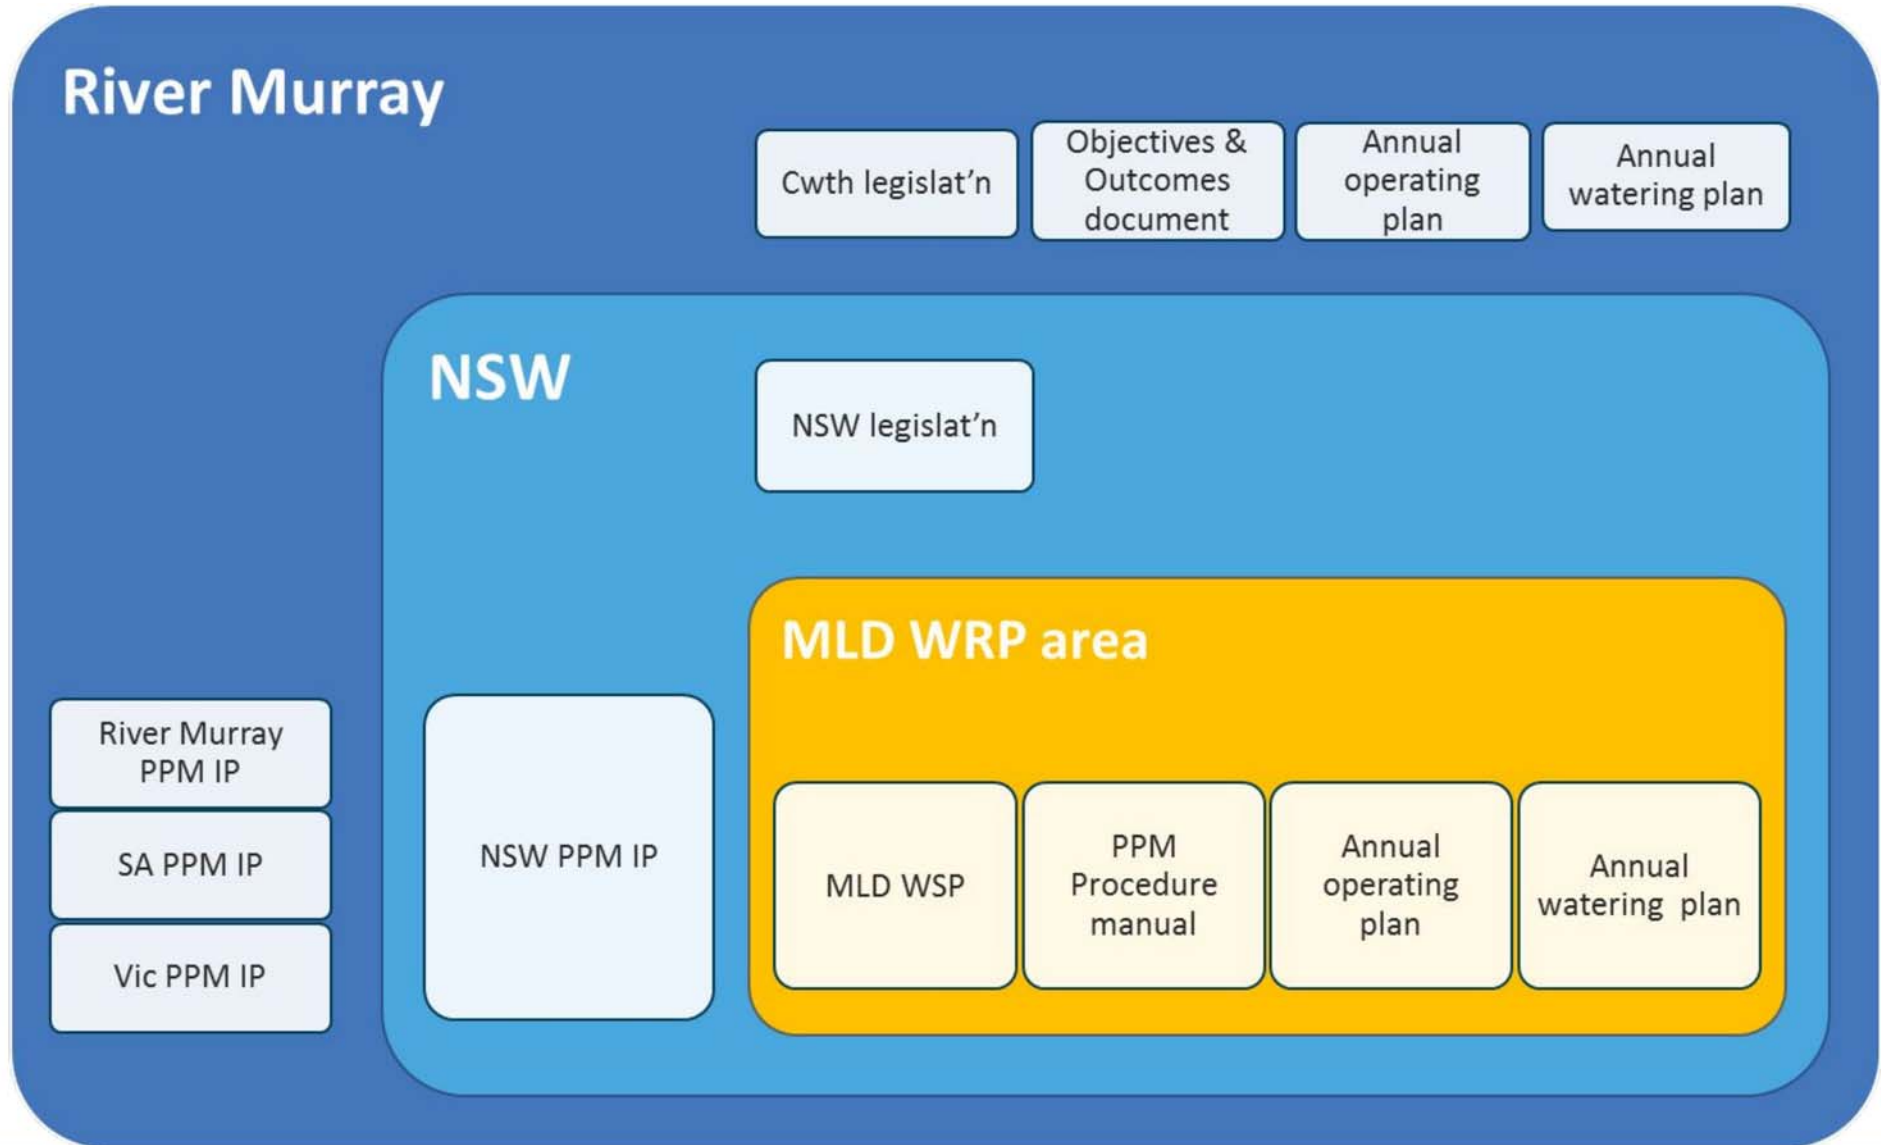 River Murray
Cwth legislat’n
Objectives &
Outcomes
document
Annual
operating
plan
Annual
watering plan
NSW
NSW legislat’n
MLD WRP area
River Murray
PPM IP
SA PPM IP
Vic PPM IP
NSW PPM IP
MLD WSP
PPM
Procedure
manual
Annual
operating
plan
Annual
watering  plan